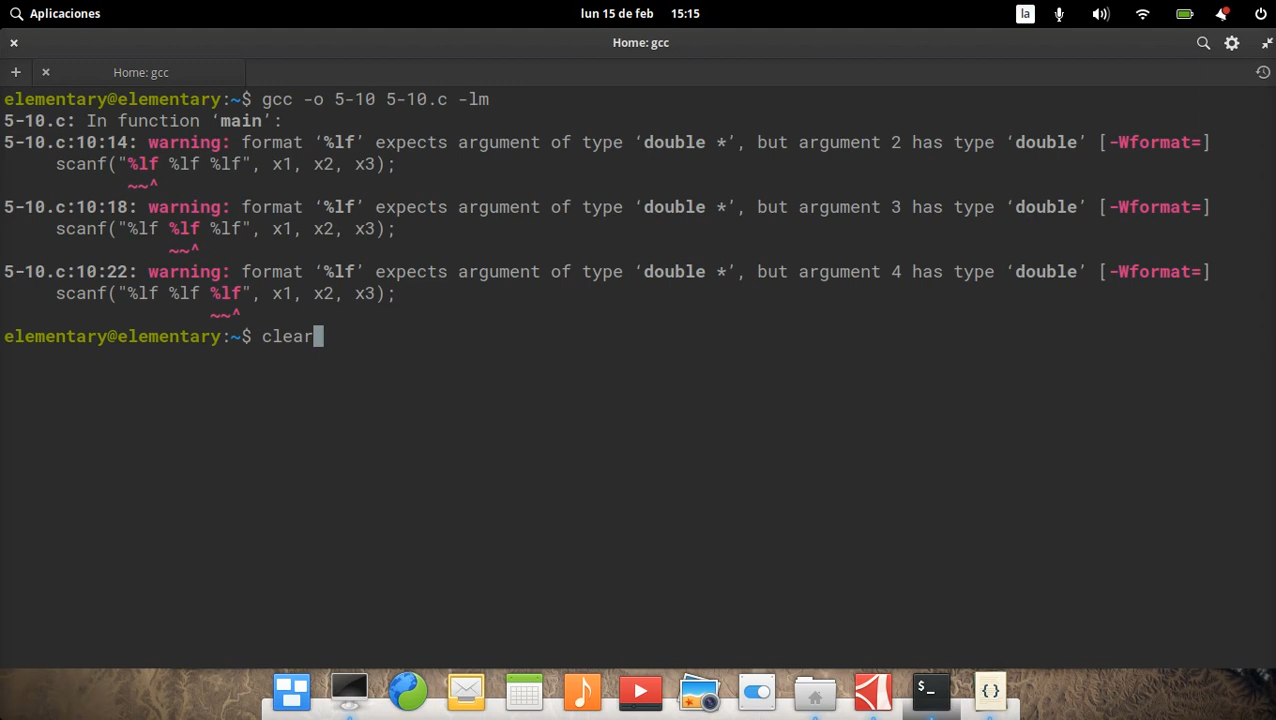 Aplicaciones
lun 15 de feb 15:15
la
Home: gcc
Home: gcc
elementary@elementary:~$ gcc -o 5-10 5-10.c -lm
5-10.c: In function ‘main’:
5-10.c:10:14: warning: format ‘%lf’ expects argument of type ‘double *’, but argument 2 has type ‘double’ [-Wformat=]
     scanf("%lf %lf %lf", x1, x2, x3);
            ~~^
5-10.c:10:18: warning: format ‘%lf’ expects argument of type ‘double *’, but argument 3 has type ‘double’ [-Wformat=]
     scanf("%lf %lf %lf", x1, x2, x3);
                ~~^
5-10.c:10:22: warning: format ‘%lf’ expects argument of type ‘double *’, but argument 4 has type ‘double’ [-Wformat=]
     scanf("%lf %lf %lf", x1, x2, x3);
                    ~~^
elementary@elementary:~$ clear